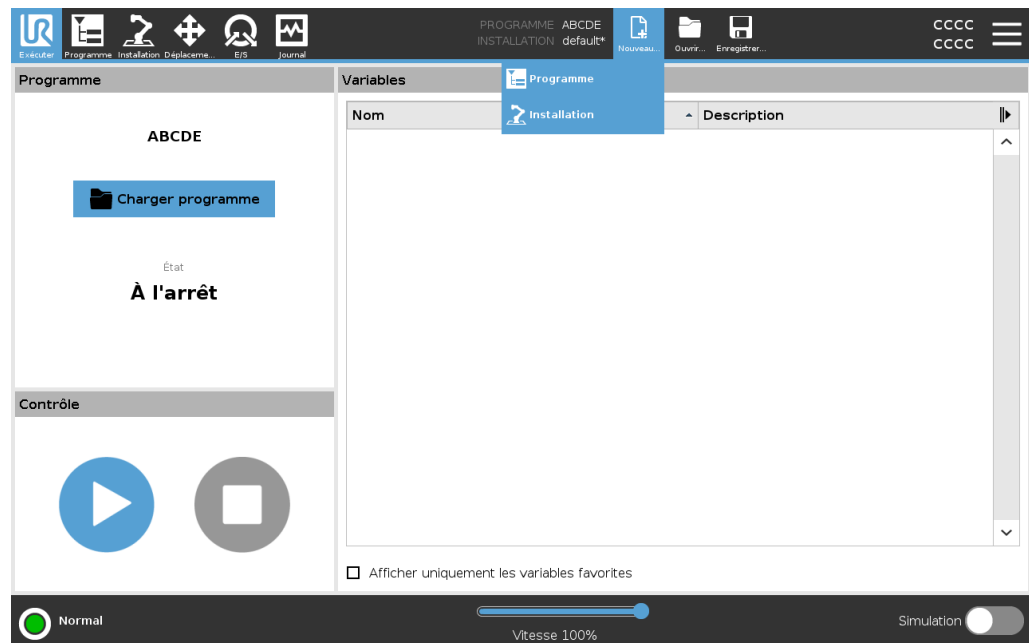 Exécuter
Programme
Installation
Déplaceme...
E/S
Journal
PROGRAMME ABCDE
INSTALLATION default*
Nouveau...
Ouvrir...
Enregistrer...
CCCC
CCCC
Programme
Installation
Programme
ABCDE
Charger programme
État
À l'arrêt
Contrôle
Variables
Nom
Description
Afficher uniquement les variables favorites
Normal
Vitesse 100%
Simulation